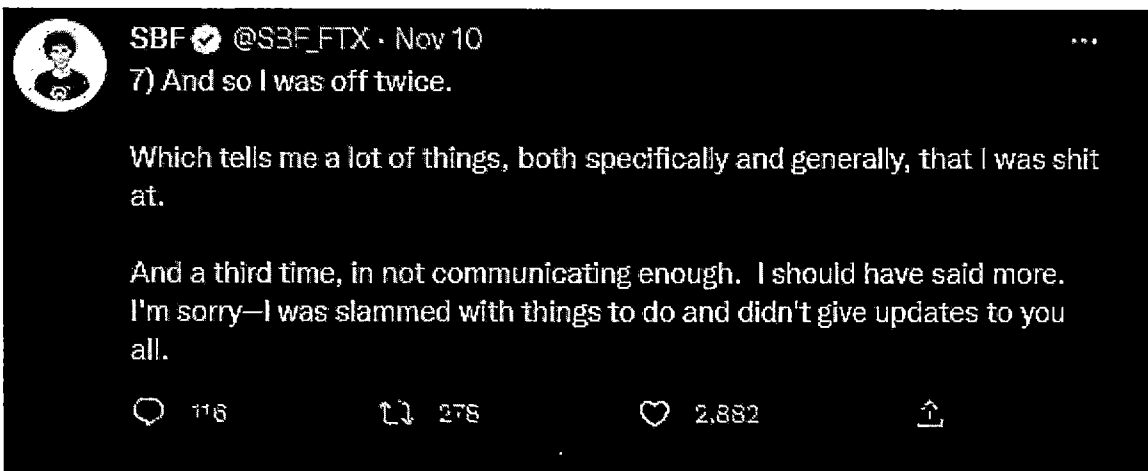 SBF @SBF_FTX · Nov 10
7) And so I was off twice.
Which tells me a lot of things, both specifically and generally, that I was shit
at.
And a third time, in not communicating enough.  I should have said more.
I'm sorry—I was slammed with things to do and didn't give updates to you
all.
116 278 2,882